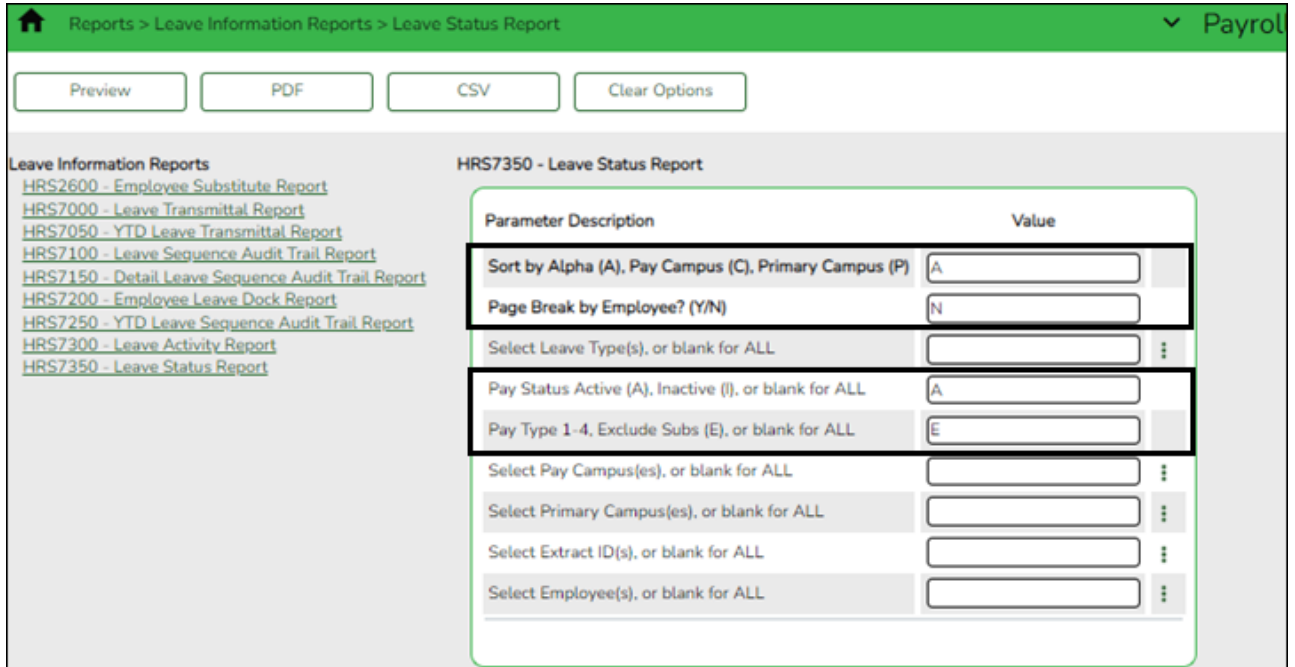 Reports > Leave Information Reports > Leave Status Report
Payroll
Preview PDF CSV Clear Options
Leave Information Reports
HRS2600 - Employee Substitute Report
HRS7000 - Leave Transmittal Report
HRS7050 - YTD Leave Transmittal Report
HRS7100 - Leave Sequence Audit Trail Report
HRS7150 - Detail Leave Sequence Audit Trail Report
HRS7200 - Employee Leave Dock Report
HRS7250 - YTD Leave Sequence Audit Trail Report
HRS7300 - Leave Activity Report
HRS7350 - Leave Status Report
HRS7350 - Leave Status Report
Parameter Description Value
Sort by Alpha (A), Pay Campus (C), Primary Campus (P) A
Page Break by Employee? (Y/N) N
Select Leave Type(s), or blank for ALL
Pay Status Active (A), Inactive (I), or blank for ALL A
Pay Type 1-4, Exclude Subs (E), or blank for ALL E
Select Pay Campus(es), or blank for ALL
Select Primary Campus(es), or blank for ALL
Select Extract ID(s), or blank for ALL
Select Employee(s), or blank for ALL